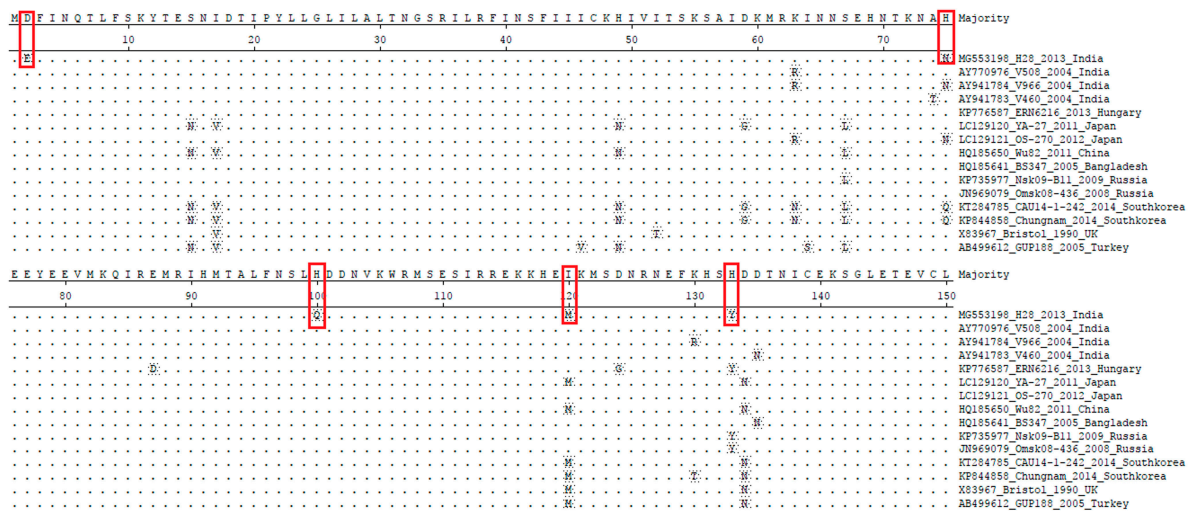 M D F I N Q T L F S K Y T E S N I D T I P Y L L G L I L A L T N G S R I L R F I N S F I I I C K H I V I T S K S A I D K M R K I N N S E H N T K N A H Majority
10 20 30 40 50 60 70
E N MG553198_H28_2013_India
R AY770976_V508_2004_India
R N AY941784_V966_2004_India
T AY941783_V460_2004_India
KP776587_ERN6216_2013_Hungary
N V N G L LC129120_YA-27_2011_Japan
R N LC129121_OS-270_2012_Japan
N V N L HQ185650_Wu82_2011_China
HQ185641_BS347_2005_Bangladesh
L KP735977_Nsk09-B11_2009_Russia
JN969079_Omsk08-436_2008_Russia
N V N G N L Q KT284785_CAU14-1-242_2014_Southkorea
N V N G N L Q KP844858_Chungnam_2014_Southkorea
V T X83967_Bristol_1990_UK
N V V N S L AB499612_GUP188_2005_Turkey
E E Y E E V M K Q I R E M R I H M T A L F N S L H D D N V K W R M S E S I R R E K K H E I K M S D N R N E F K H S H D D T N I C E K S G L E T E V C L Majority
80 90 100 110 120 130 140 150
Q M Y MG553198_H28_2013_India
AY770976_V508_2004_India
R AY941784_V966_2004_India
N AY941783_V460_2004_India
D G Y KP776587_ERN6216_2013_Hungary
M N LC129120_YA-27_2011_Japan
LC129121_OS-270_2012_Japan
M N HQ185650_Wu82_2011_China
N HQ185641_BS347_2005_Bangladesh
Y KP735977_Nsk09-B11_2009_Russia
Y JN969079_Omsk08-436_2008_Russia
M N KT284785_CAU14-1-242_2014_Southkorea
M T N KP844858_Chungnam_2014_Southkorea
M N X83967_Bristol_1990_UK
M N AB499612_GUP188_2005_Turkey